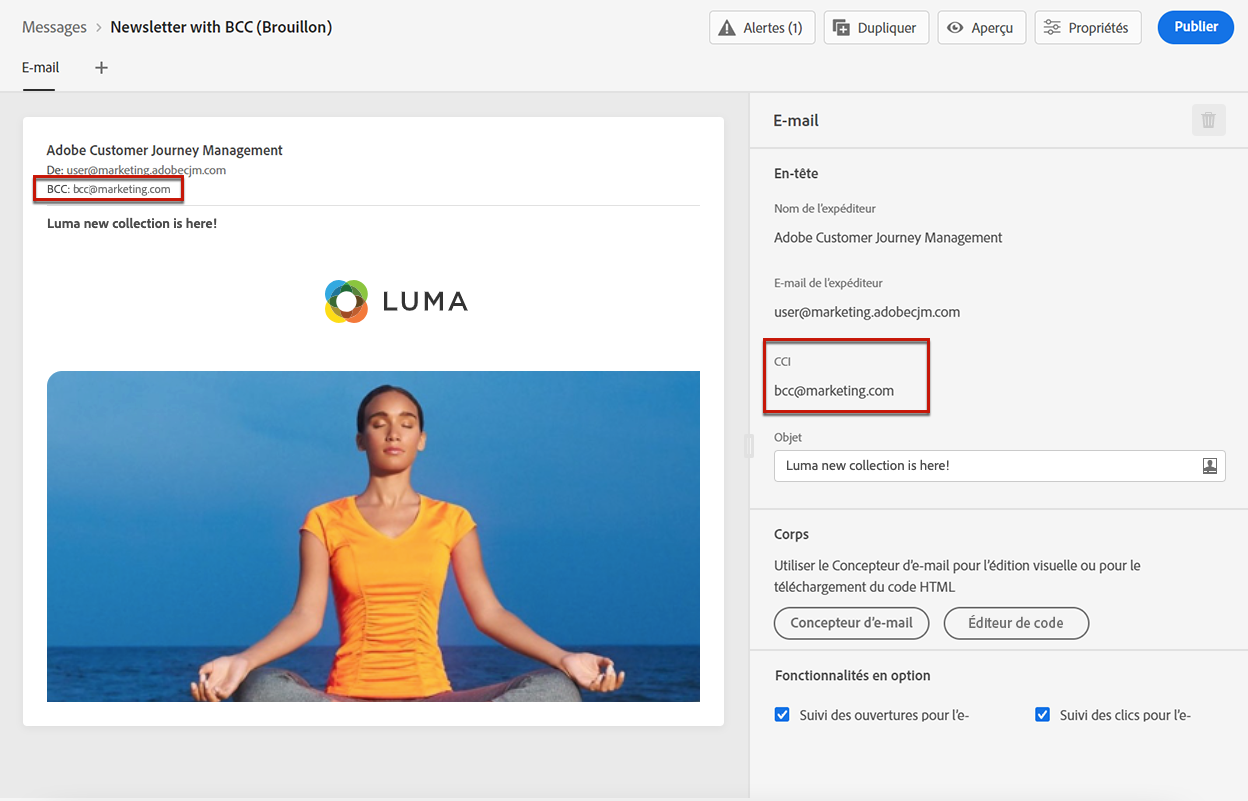 Messages > Newsletter with BCC (Brouillon)
Alertes (1)
Dupliquer
Aperçu
Propriétés
Publier
E-mail
Adobe Customer Journey Management
De: user@marketing.adobecjm.com
BCC: bcc@marketing.com
Luma new collection is here!
LUMA
E-mail
En-tête
Nom de l’expéditeur
Adobe Customer Journey Management
E-mail de l’expéditeur
user@marketing.adobecjm.com
CCI
bcc@marketing.com
Objet
Luma new collection is here!
Corps
Utiliser le Concepteur d’e-mail pour l’édition visuelle ou pour le
téléchargement du code HTML
Concepteur d’e-mail
Éditeur de code
Fonctionnalités en option
Suivi des ouvertures pour l’e-
Suivi des clics pour l’e-